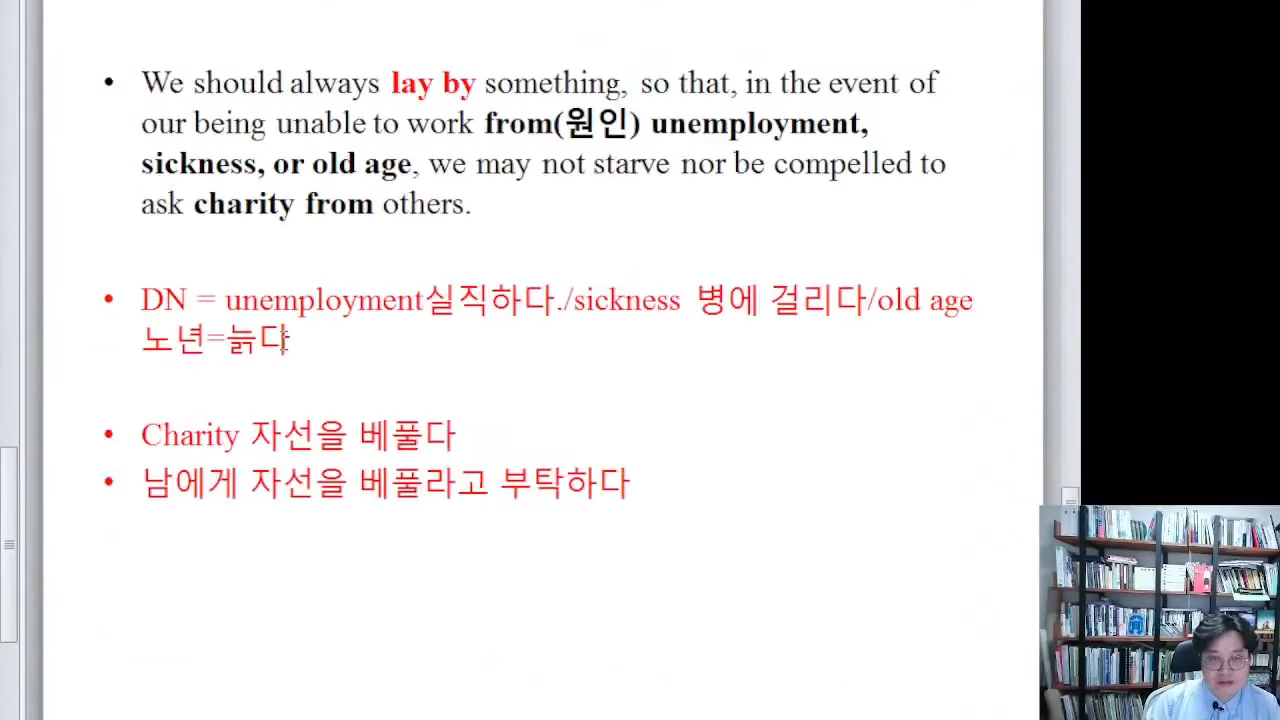 • We should always lay by something, so that, in the event of
our being unable to work from(원인) unemployment,
sickness, or old age, we may not starve nor be compelled to
ask charity from others.
• DN = unemployment실직하다./sickness 병에 걸리다/old age
노년=늙다
• Charity 자선을 베풀다
• 남에게 자선을 베풀라고 부탁하다